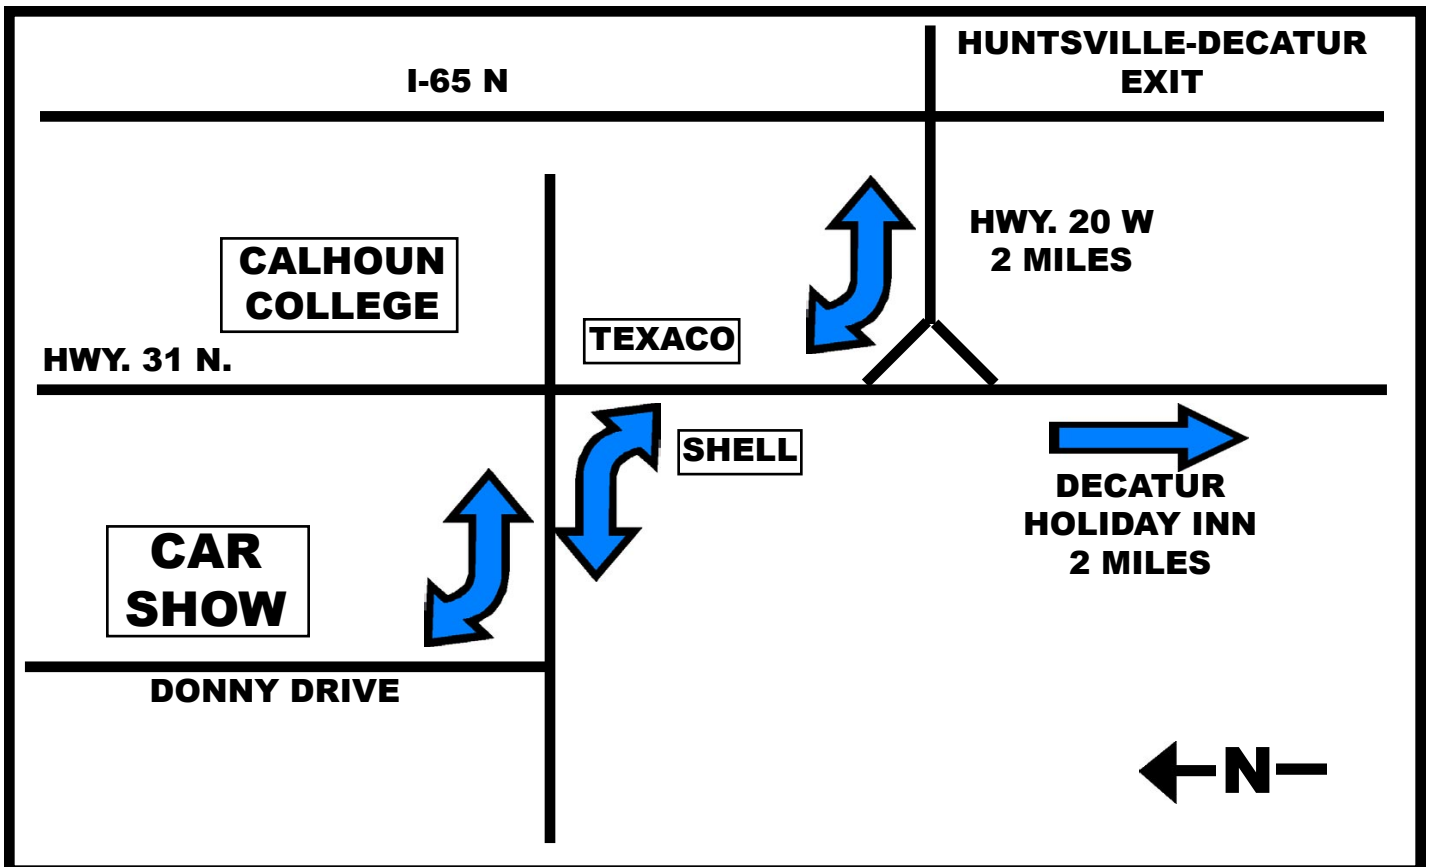 HUNTSVILLE-DECATUR
EXIT
I-65 N
HWY. 20 W
2 MILES
CALHOUN
COLLEGE
TEXACO
HWY. 31 N.
SHELL
DECATUR
HOLIDAY INN
2 MILES
CAR
SHOW
DONNY DRIVE
N